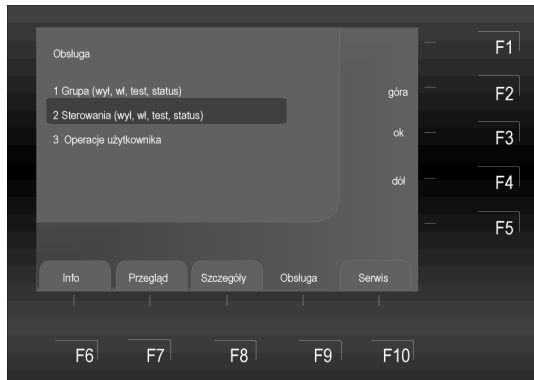 Obsługa
1 Grupa (wył, wł, test, status)
2 Sterowania (wył, wł, test, status)
3 Operacje użytkownika
góra
ok
dół
F1
F2
F3
F4
F5
Info Przegląd Szczegóły Obsługa Serwis
F6 F7 F8 F9 F10